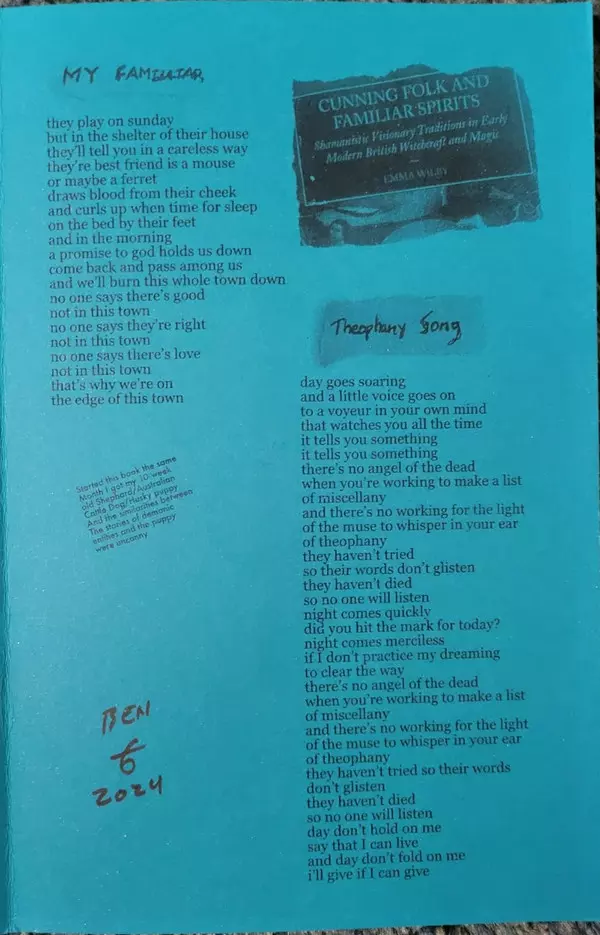 MY FAMILIAR,
they play on sunday
but in the shelter of their house
they'll tell you in a careless way
they're best friend is a mouse
or maybe a ferret
draws blood from their cheek
and curls up when time for sleep
on the bed by their feet
and in the morning
a promise to god holds us down
come back and pass among us
and we'll burn this whole town down
no one says there's good
not in this town
no one says they're right
not in this town
no one says there's love
not in this town
that's why we're on
the edge of this town
Started this book the same
Month I got my 10 week
old Shephard/Australian
Cattle Dog/Husky puppy
And the similarities between
The stories of demonic
entities and the puppy
were uncanny
BEN
6
2024
CUNNING FOLK AND
FAMILIAR SPIRITS
Shamanistic Visionary Traditions in Early
Modern British Witchcraft and Magic
EMMA WILBY
Theophany Song
day goes soaring
and a little voice goes on
to a voyeur in your own mind
that watches you all the time
it tells you something
it tells you something
there's no angel of the dead
when you're working to make a list
of miscellany
and there's no working for the light
of the muse to whisper in your ear
of theophany
they haven't tried
so their words don't glisten
they haven't died
so no one will listen
night comes quickly
did you hit the mark for today?
night comes merciless
if I don't practice my dreaming
to clear the way
there's no angel of the dead
when you're working to make a list
of miscellany
and there's no working for the light
of the muse to whisper in your ear
of theophany
they haven't tried so their words
don't glisten
they haven't died
so no one will listen
day don't hold on me
say that I can live
and day don't fold on me
i'll give if I can give